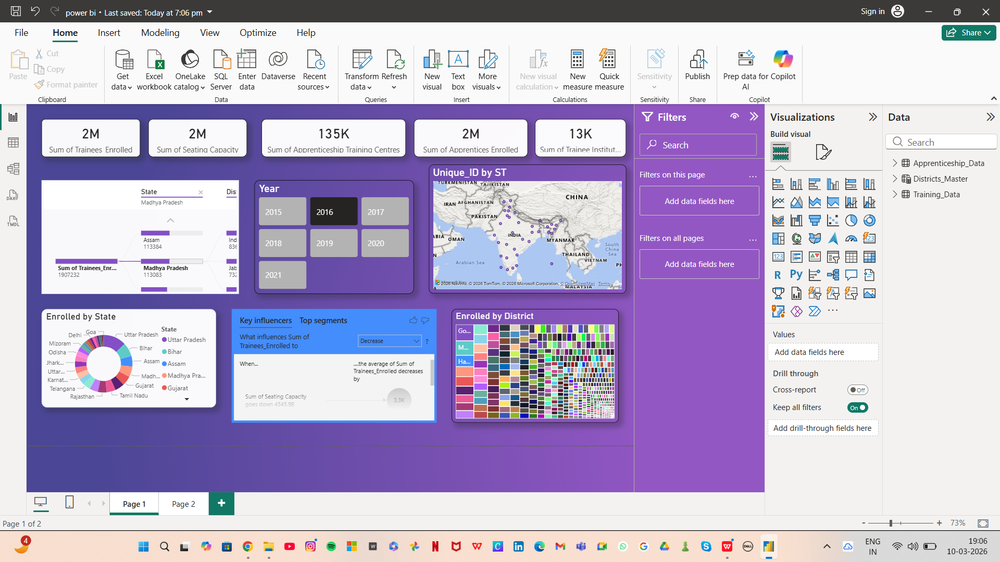 power bi • Last saved: Today at 7:06 pm
Sign in
File
Home
Insert
Modeling
View
Optimize
Help
Share
Paste
Cut
Copy
Format painter
Clipboard
Get data
Excel workbook
OneLake catalog
SQL Server
Enter data
Dataverse
Recent sources
Data
Transform data
Refresh
Queries
New visual
Text box
More visuals
Insert
New visual calculation
New measure
Quick measure
Calculations
Sensitivity
Sensitivity
Publish
Share
Prep data for AI
Copilot
Copilot
2M
Sum of Trainees_Enrolled
2M
Sum of Seating Capacity
135K
Sum of Apprenticeship Training Centres
2M
Sum of Apprentices Enrolled
13K
Sum of Trainee Institut...
State
Madhya Pradesh
Dis
Assam
113384
Ind
836
Sum of Trainees_Enr...
1907232
Madhya Pradesh
113083
Jab
732
Year
2015
2016
2017
2018
2019
2020
2021
Unique_ID by ST
TURKMENISTAN
TAJIKISTAN
CHINA
IRAN
AFGHANISTAN
PAKISTAN
INDIA
MYANMAR
OMAN
Arabian Sea
THAILAND
VIETNAM
South China Sea
MALAYSIA
© 2026 NavInfo, © 2026 TomTom, © 2026 Microsoft Corporation, © OpenStreetMap Terms
Enrolled by State
Delhi
Goa
Uttar Pradesh
Mizoram
Bihar
Odisha
Assam
Jhark...
Uttar...
Madh...
Karnat...
Gujarat
Telangana
Tamil Nadu
Rajasthan
State
Uttar Pradesh
Bihar
Assam
Madhya Pra...
Gujarat
Key influencers
Top segments
What influences Sum of
Trainees_Enrolled to
Decrease
?
When...
....the average of Sum of
Trainees_Enrolled decreases
by
Sum of Seating Capacity
goes down 4345.98
3.3K
Enrolled by District
Go...
M...
Ha...
Filters
Search
Filters on this page
...
Add data fields here
Filters on all pages
...
Add data fields here
Visualizations
Build visual
123
123
R
Py
...
Values
Add data fields here
Drill through
Cross-report
Off
Keep all filters
On
Add drill-through fields here
Data
Search
Apprenticeship_Data
Districts_Master
Training_Data
DAX
TMDL
Page 1
Page 2
+
Page 1 of 2
-
+
73%
4
DELL
ENG
IN
19:06
10-03-2026